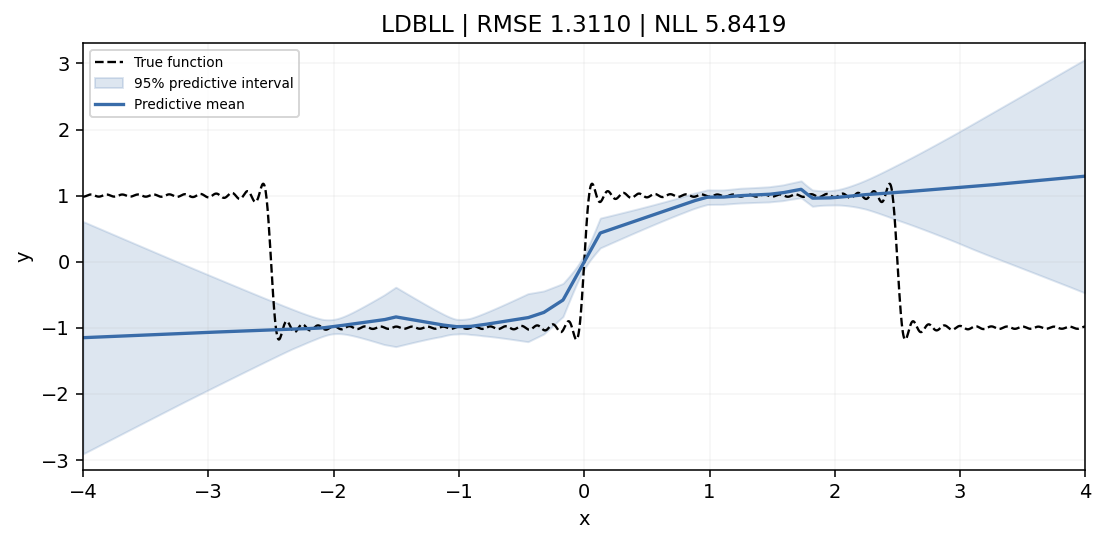 LDBLL | RMSE 1.3110 | NLL 5.8419
True function
95% predictive interval
Predictive mean
3
2
1
0
−1
−2
−3
y
−4 −3 −2 −1 0 1 2 3 4
x